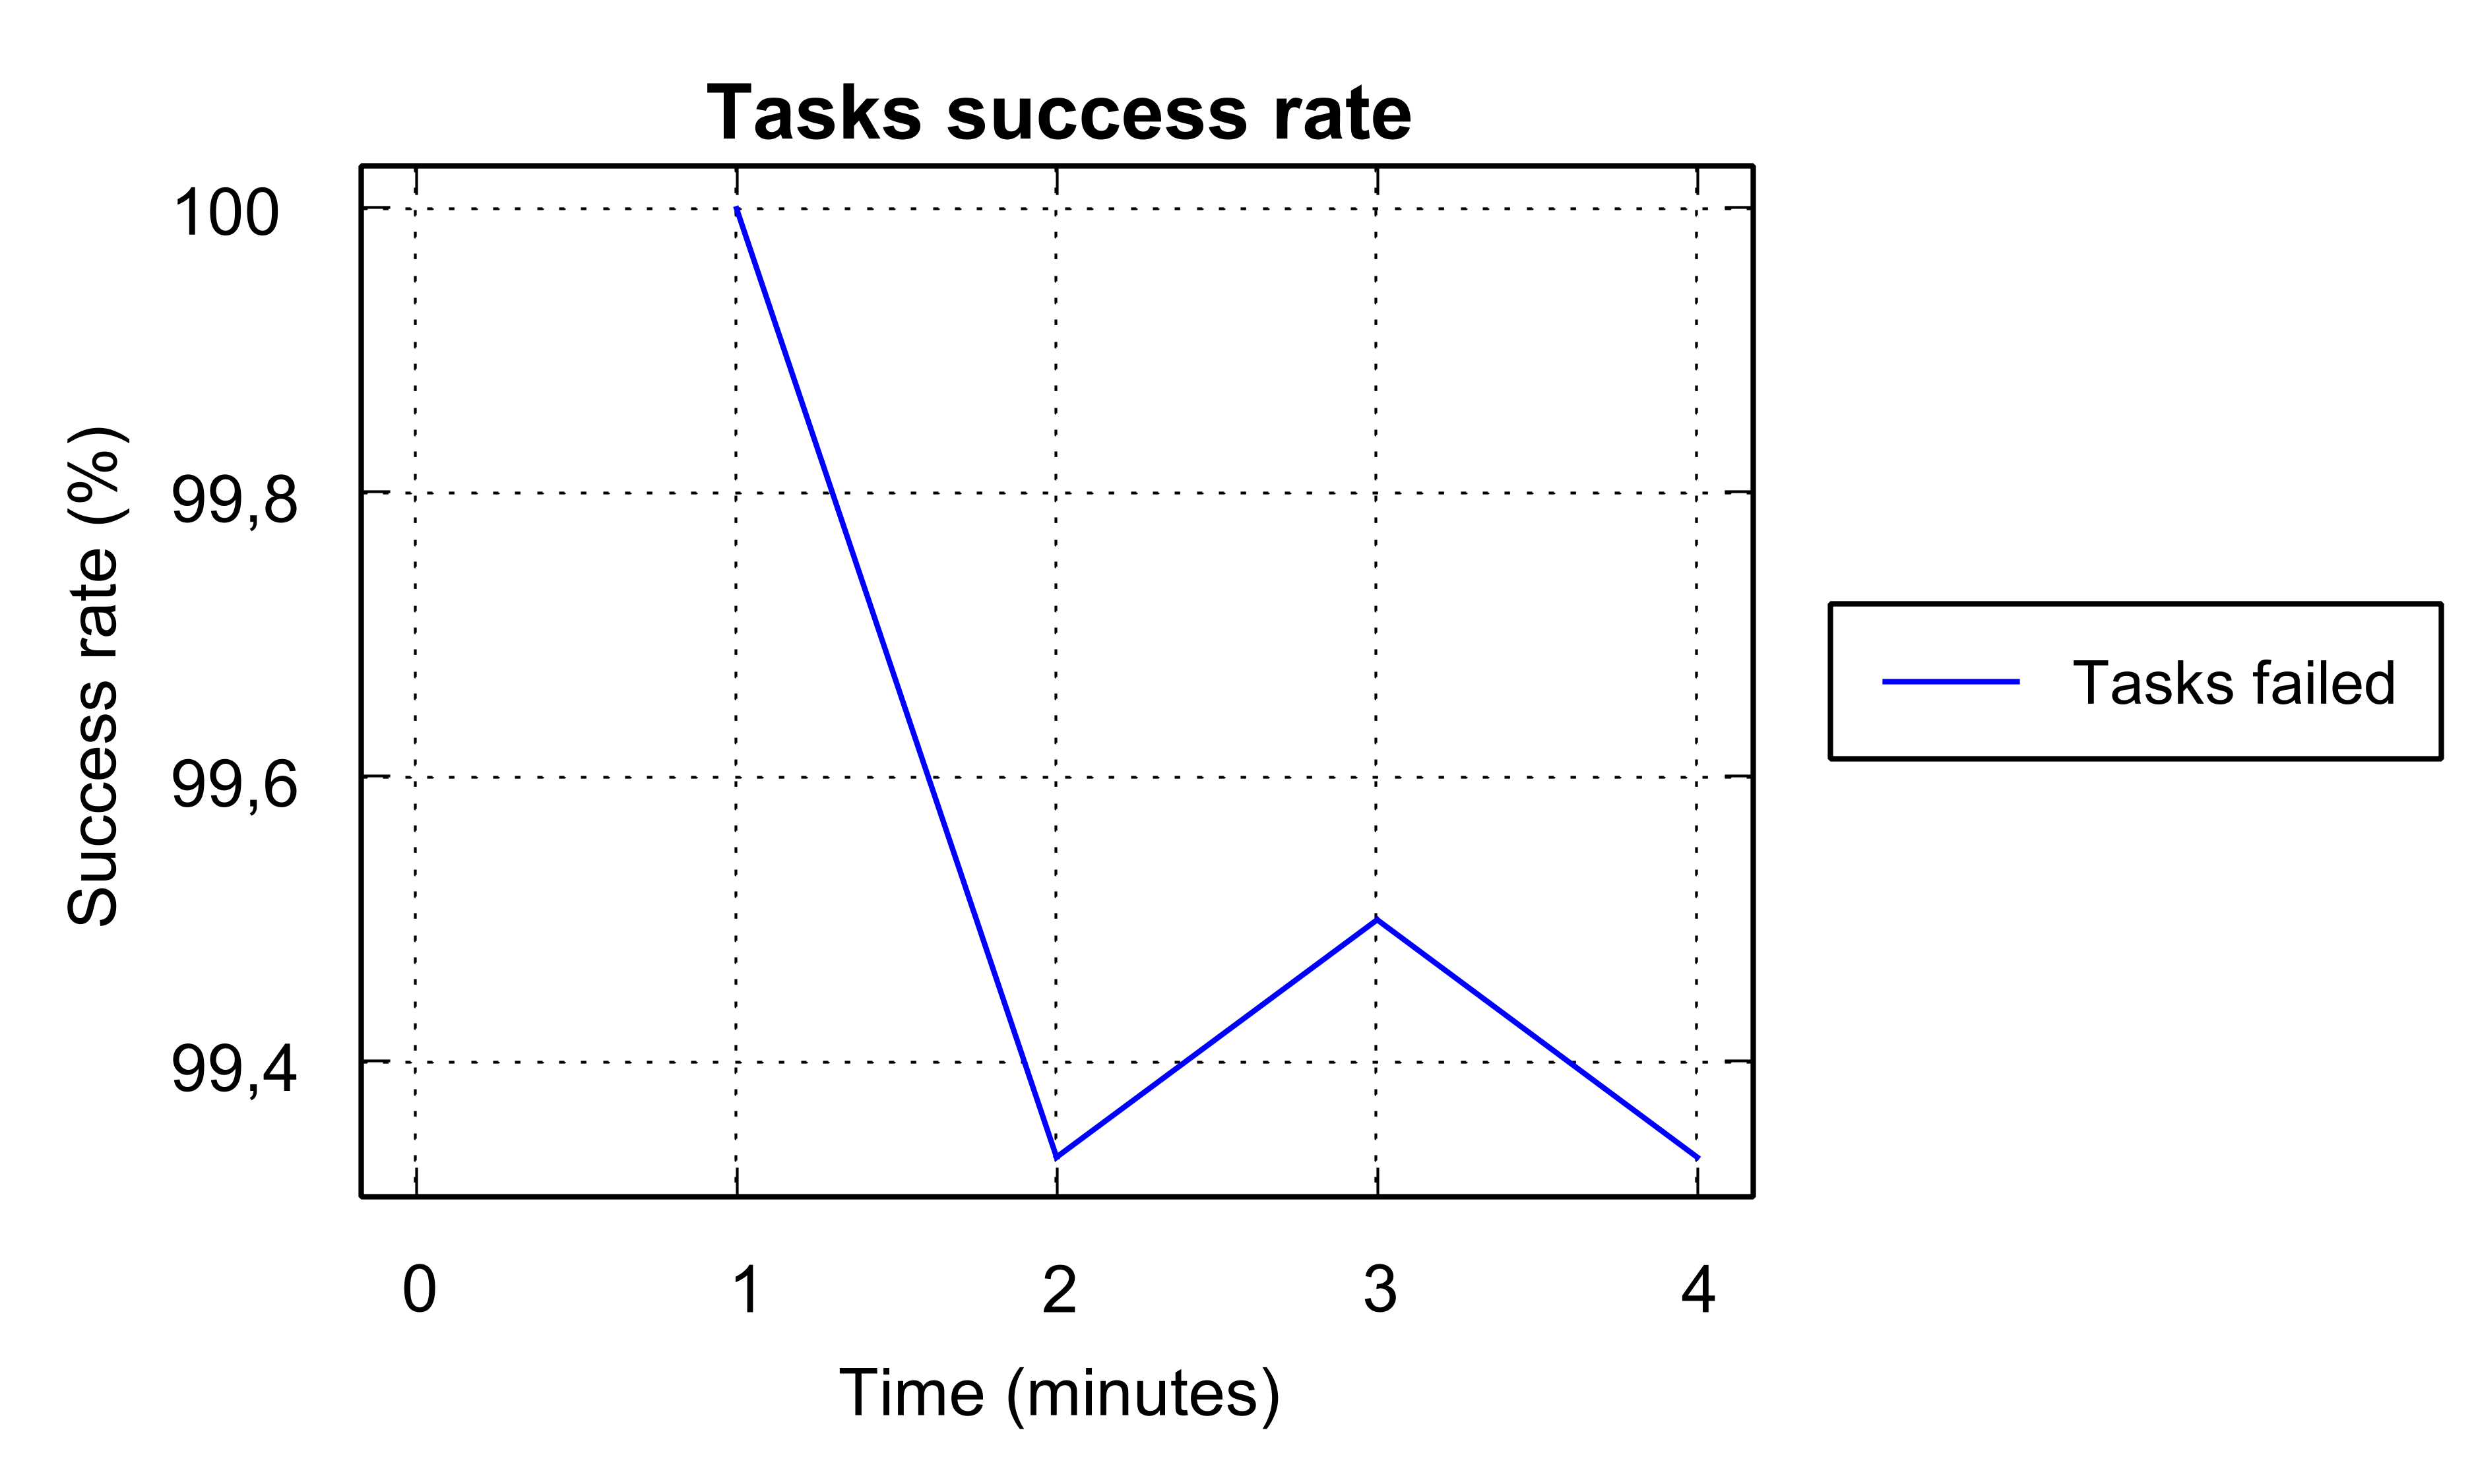 Tasks success rate
100
99,8
99,6
99,4
Success rate (%)
0 1 2 3 4
Time (minutes)
Tasks failed